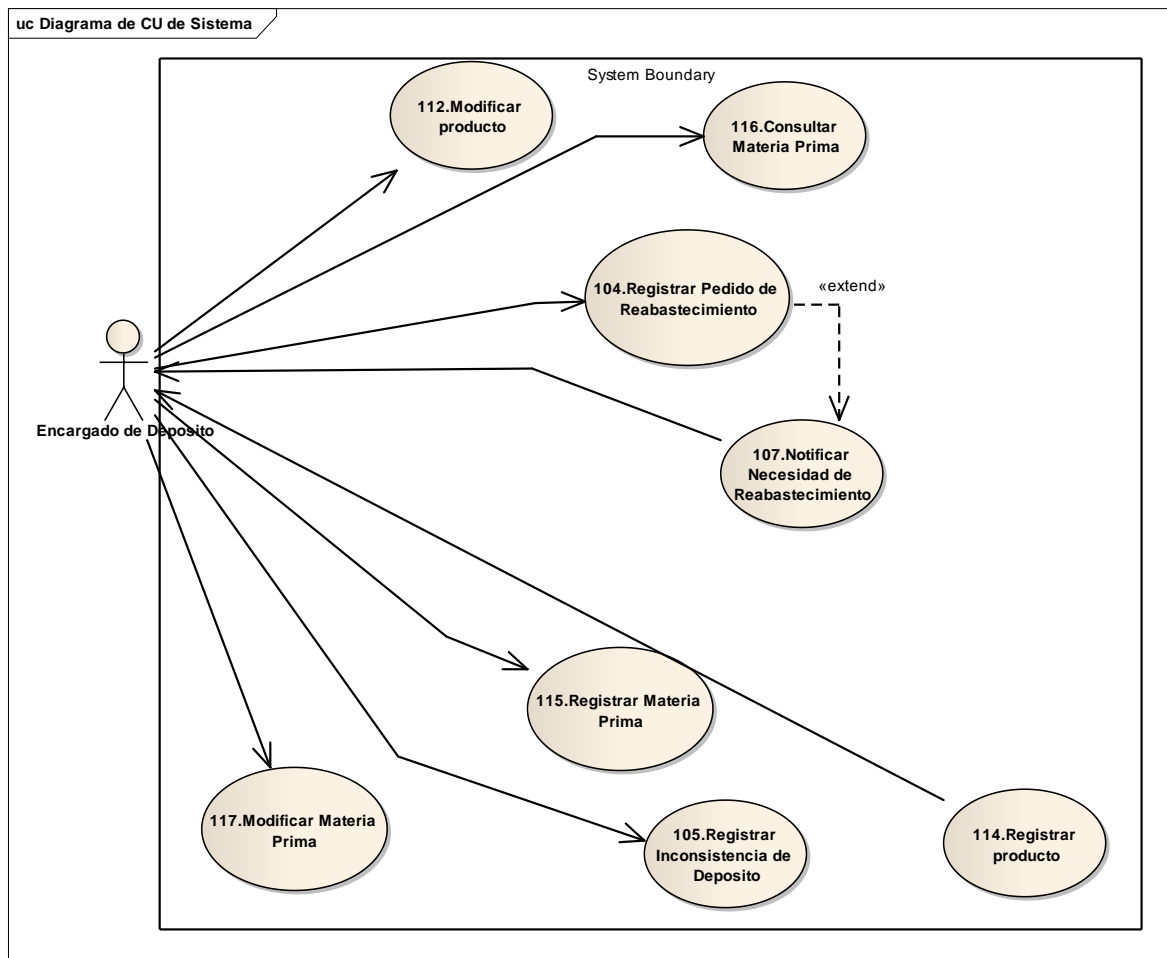 uc Diagrama de CU de Sistema
System Boundary
112.Modificar
producto
116.Consultar
Materia Prima
104.Registrar Pedido de
Reabastecimiento
«extend»
Encargado de Deposito
107.Notificar
Necesidad de
Reabastecimiento
115.Registrar Materia
Prima
117.Modificar Materia
Prima
105.Registrar
Inconsistencia de
Deposito
114.Registrar
producto